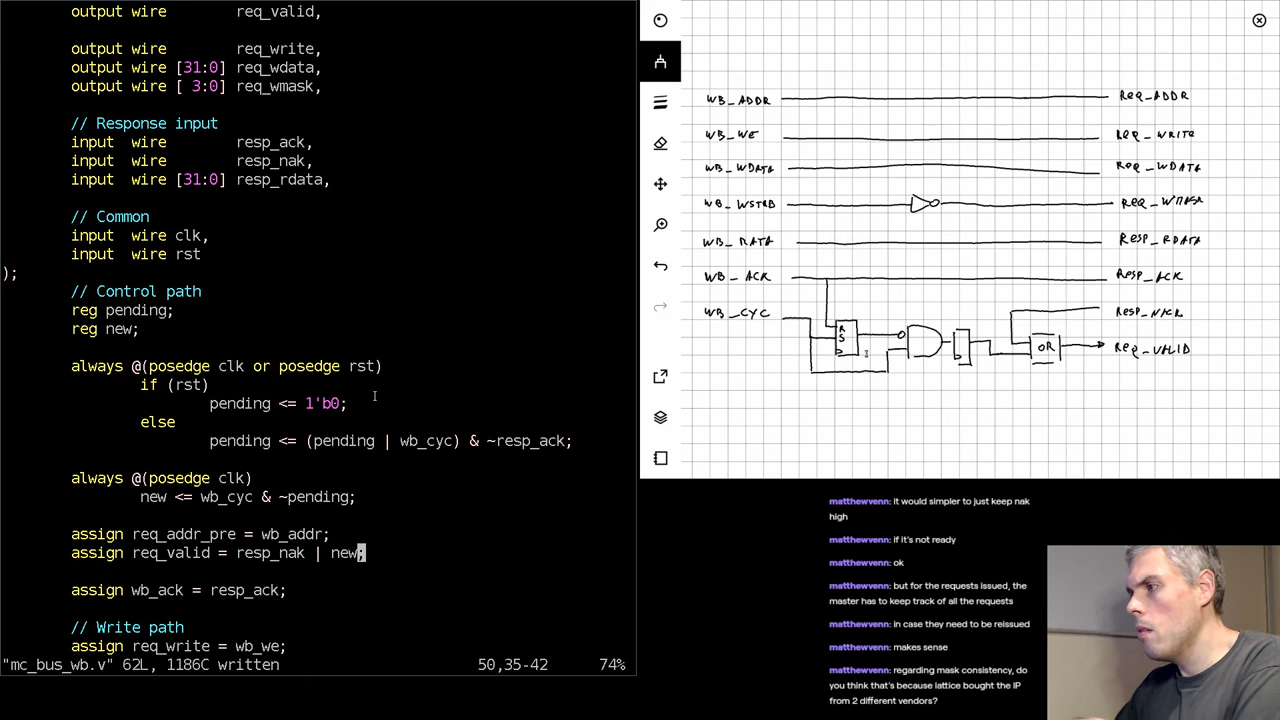 output wire req_valid,
output wire req_write,
output wire [31:0] req_wdata,
output wire [ 3:0] req_wmask,
// Response input
input wire resp_ack,
input wire resp_nak,
input wire [31:0] resp_rdata,
// Common
input wire clk,
input wire rst
);
// Control path
reg pending;
reg new;
always @(posedge clk or posedge rst)
if (rst)
pending <= 1'b0;
else
pending <= (pending | wb_cyc) & ~resp_ack;
always @(posedge clk)
new <= wb_cyc & ~pending;
assign req_addr_pre = wb_addr;
assign req_valid = resp_nak | new;
assign wb_ack = resp_ack;
// Write path
assign req_write = wb_we;
"mc_bus_wb.v" 62L, 1186C written 50,35-42 74%
WB_ADDR REQ_ADDR
WB_WE REQ_WRITE
WB_WDATA REQ_WDATA
WB_WSTRB REQ_WMASK
WB_RATA RESP_RDATA
WB_ACK RESP_ACK
WB_CYC RESP_NACK
R
S
OR REQ_VALID
matthewvenn: it would simpler to just keep nak
high
matthewvenn: if it's not ready
matthewvenn: ok
matthewvenn: but for the requests issued, the
master has to keep track of all the requests
matthewvenn: in case they need to be reissued
matthewvenn: makes sense
matthewvenn: regarding mask consistency, do
you think that's because lattice bought the IP
from 2 different vendors?